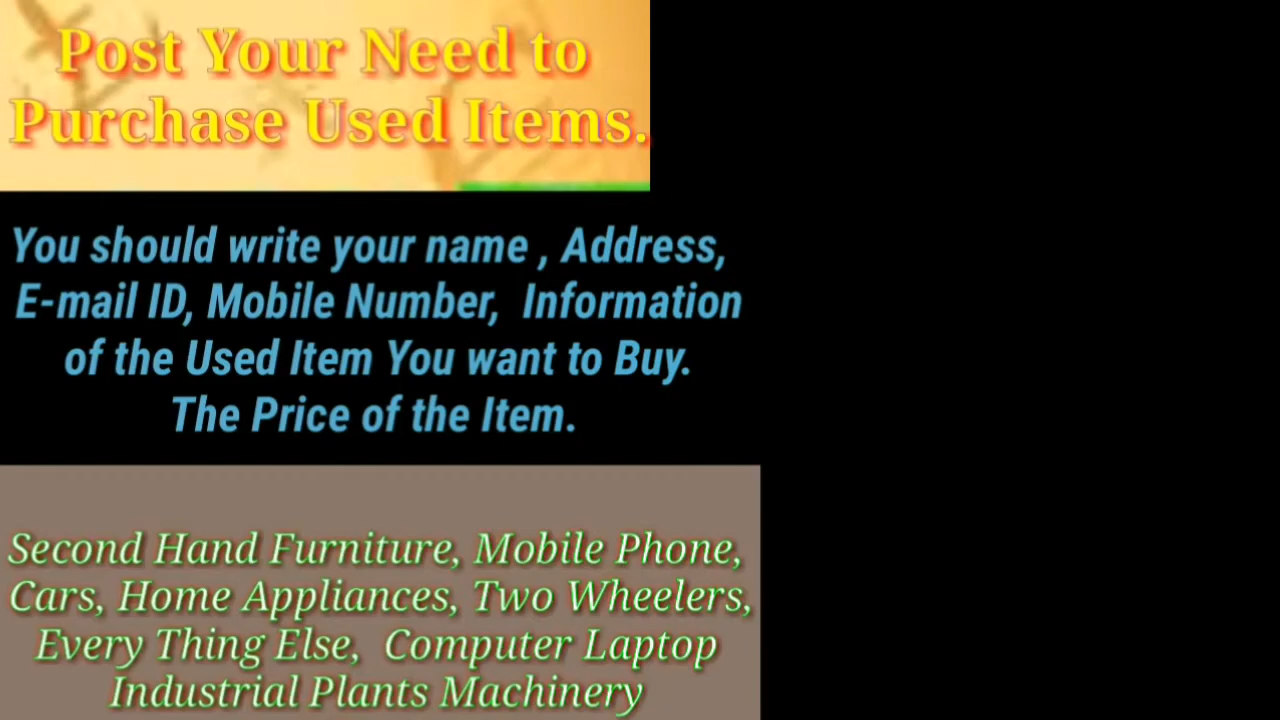 Post Your Need to
Purchase Used Items.
You should write your name , Address,
E-mail ID, Mobile Number,  Information
of the Used Item You want to Buy.
The Price of the Item.
Second Hand Furniture, Mobile Phone,
Cars, Home Appliances, Two Wheelers,
Every Thing Else,  Computer Laptop
Industrial Plants Machinery